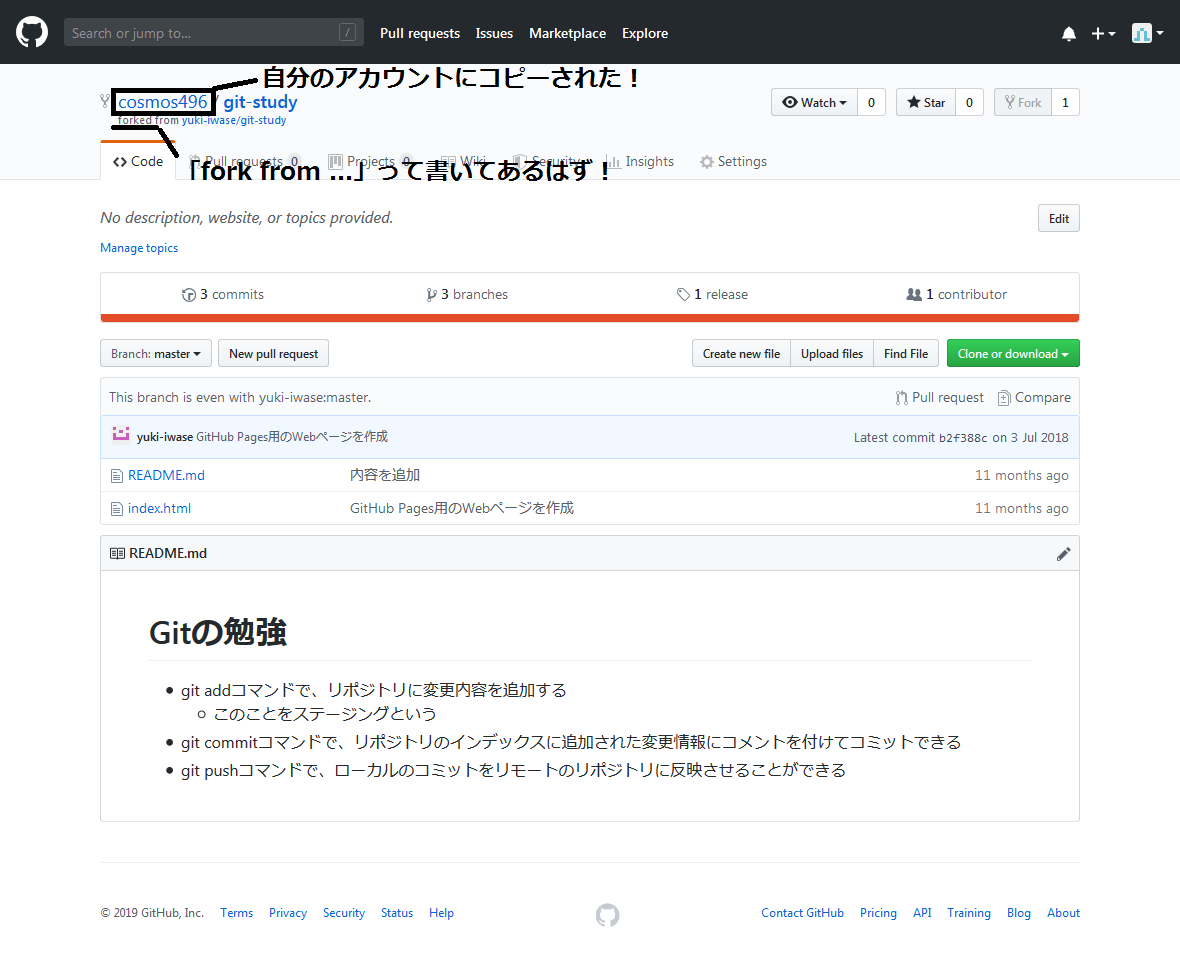 Search or jump to... /
Pull requests Issues Marketplace Explore
自分のアカウントにコピーされた！
cosmos496 / git-study
forked from yuki-iwase/git-study
Watch 0 Star 0 Fork 1
Code Pull requests 0 Projects 0 Wiki Security Insights Settings
「fork from ...」って書いてあるはず！
No description, website, or topics provided.
Edit
Manage topics
3 commits 3 branches 1 release 1 contributor
Branch: master New pull request Create new file Upload files Find File Clone or download
This branch is even with yuki-iwase:master. Pull request Compare
yuki-iwase GitHub Pages用のWebページを作成 Latest commit b2f388c on 3 Jul 2018
README.md 内容を追加 11 months ago
index.html GitHub Pages用のWebページを作成 11 months ago
README.md
Gitの勉強
git addコマンドで、リポジトリに変更内容を追加する
このことをステージングという
git commitコマンドで、リポジトリのインデックスに追加された変更情報にコメントを付けてコミットできる
git pushコマンドで、ローカルのコミットをリモートのリポジトリに反映させることができる
© 2019 GitHub, Inc. Terms Privacy Security Status Help Contact GitHub Pricing API Training Blog About